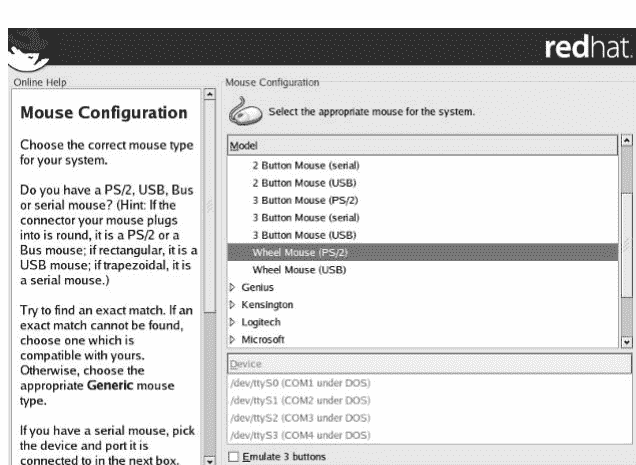 redhat.
Online Help
Mouse Configuration
Choose the correct mouse type
for your system.
Do you have a PS/2, USB, Bus
or serial mouse? (Hint: If the
connector your mouse plugs
into is round, it is a PS/2 or a
Bus mouse; if rectangular, it is a
USB mouse; if trapezoidal, it is
a serial mouse.)
Try to find an exact match. If an
exact match cannot be found,
choose one which is
compatible with yours.
Otherwise, choose the
appropriate Generic mouse
type.
If you have a serial mouse, pick
the device and port it is
connected to in the next box.
Mouse Configuration
Select the appropriate mouse for the system.
Model
2 Button Mouse (serial)
2 Button Mouse (USB)
3 Button Mouse (PS/2)
3 Button Mouse (serial)
3 Button Mouse (USB)
Wheel Mouse (PS/2)
Wheel Mouse (USB)
Genius
Kensington
Logitech
Microsoft
Device
/dev/ttyS0 (COM1 under DOS)
/dev/ttyS1 (COM2 under DOS)
/dev/ttyS2 (COM3 under DOS)
/dev/ttyS3 (COM4 under DOS)
Emulate 3 buttons